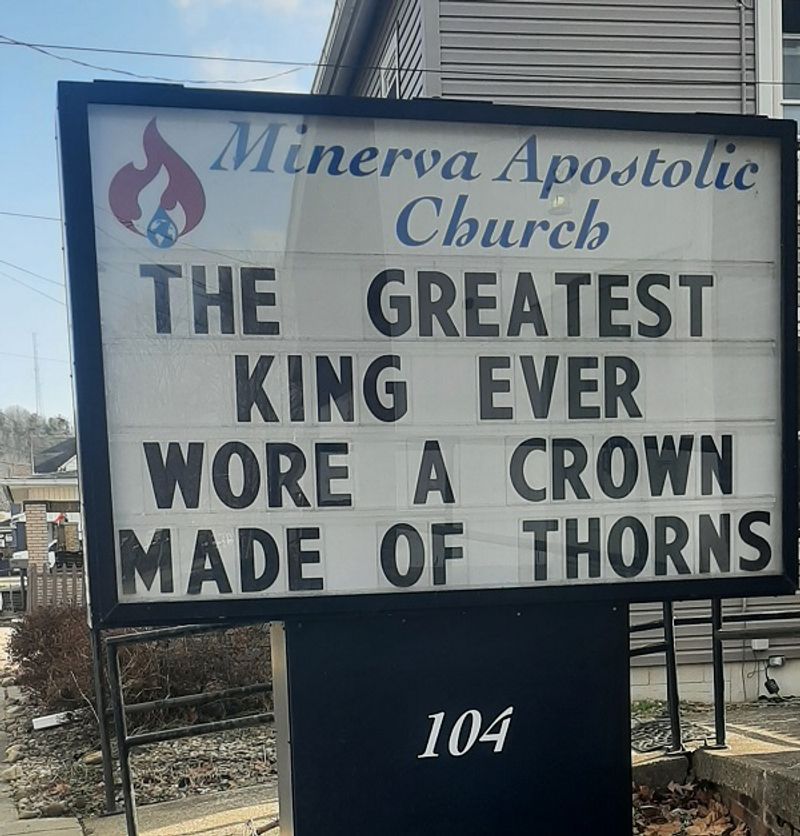 Minerva Apostolic
Church
THE GREATEST
KING EVER
WORE A CROWN
MADE OF THORNS
104